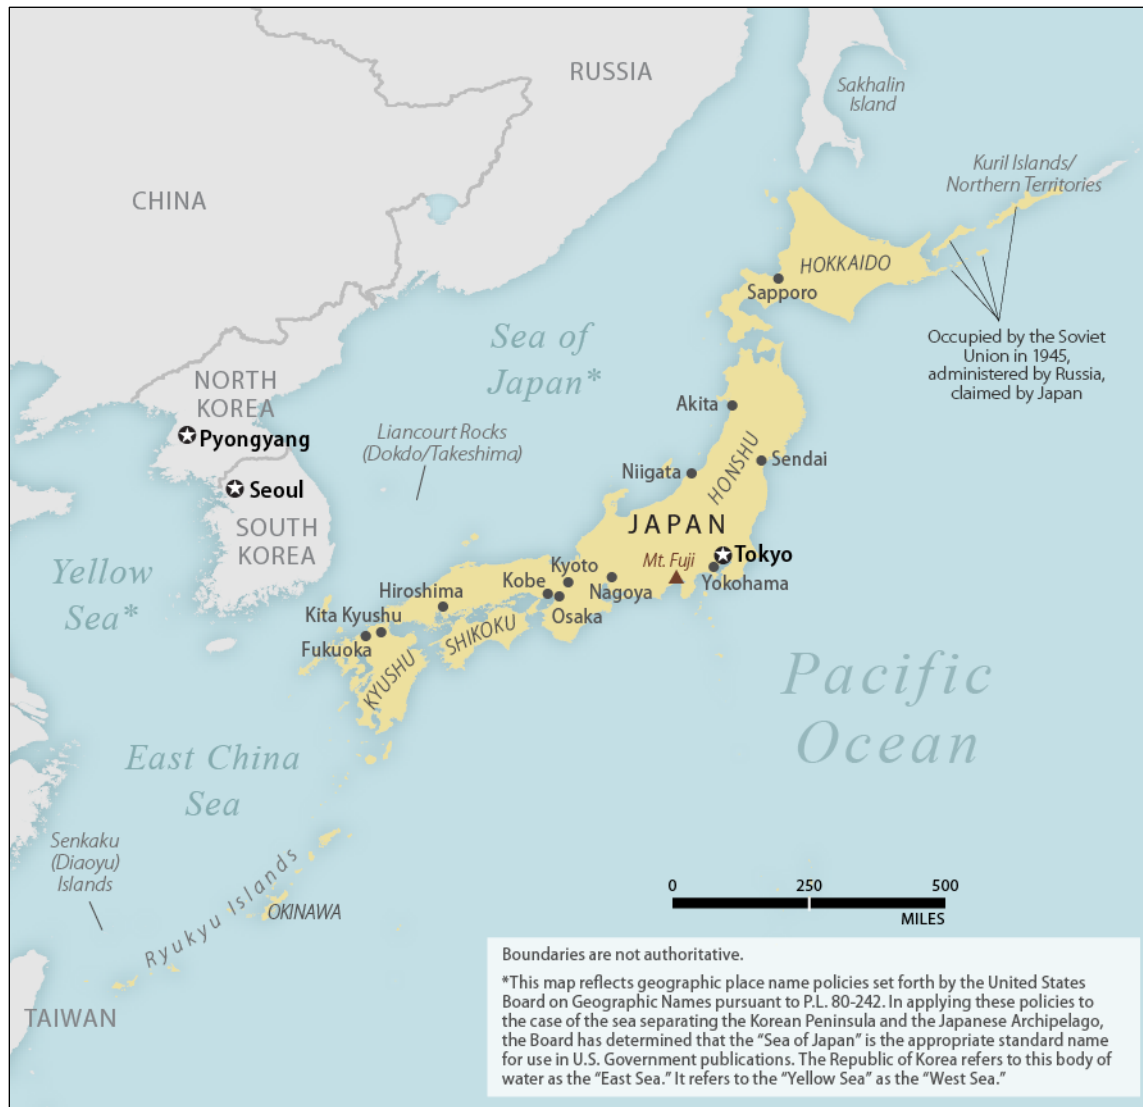 RUSSIA
Sakhalin
Island
Kuril Islands/
Northern Territories
CHINA
HOKKAIDO
Sapporo
Occupied by the Soviet
Union in 1945,
administered by Russia,
claimed by Japan
Sea of
Japan*
NORTH
KOREA
Pyongyang
Liancourt Rocks
(Dokdo/Takeshima)
Akita
HONSHU
Sendai
Niigata
Seoul
SOUTH
KOREA
JAPAN
Mt. Fuji
Tokyo
Yokohama
Yellow
Sea*
Kyoto
Kobe
Nagoya
Osaka
Hiroshima
Kita Kyushu
Fukuoka
SHIKOKU
KYUSHU
Pacific
Ocean
East China
Sea
Senkaku
(Diaoyu)
Islands
Ryukyu Islands
OKINAWA
TAIWAN
0 250 500
MILES
Boundaries are not authoritative.
*This map reflects geographic place name policies set forth by the United States
Board on Geographic Names pursuant to P.L. 80-242. In applying these policies to
the case of the sea separating the Korean Peninsula and the Japanese Archipelago,
the Board has determined that the “Sea of Japan” is the appropriate standard name
for use in U.S. Government publications. The Republic of Korea refers to this body of
water as the “East Sea.” It refers to the “Yellow Sea” as the “West Sea.”